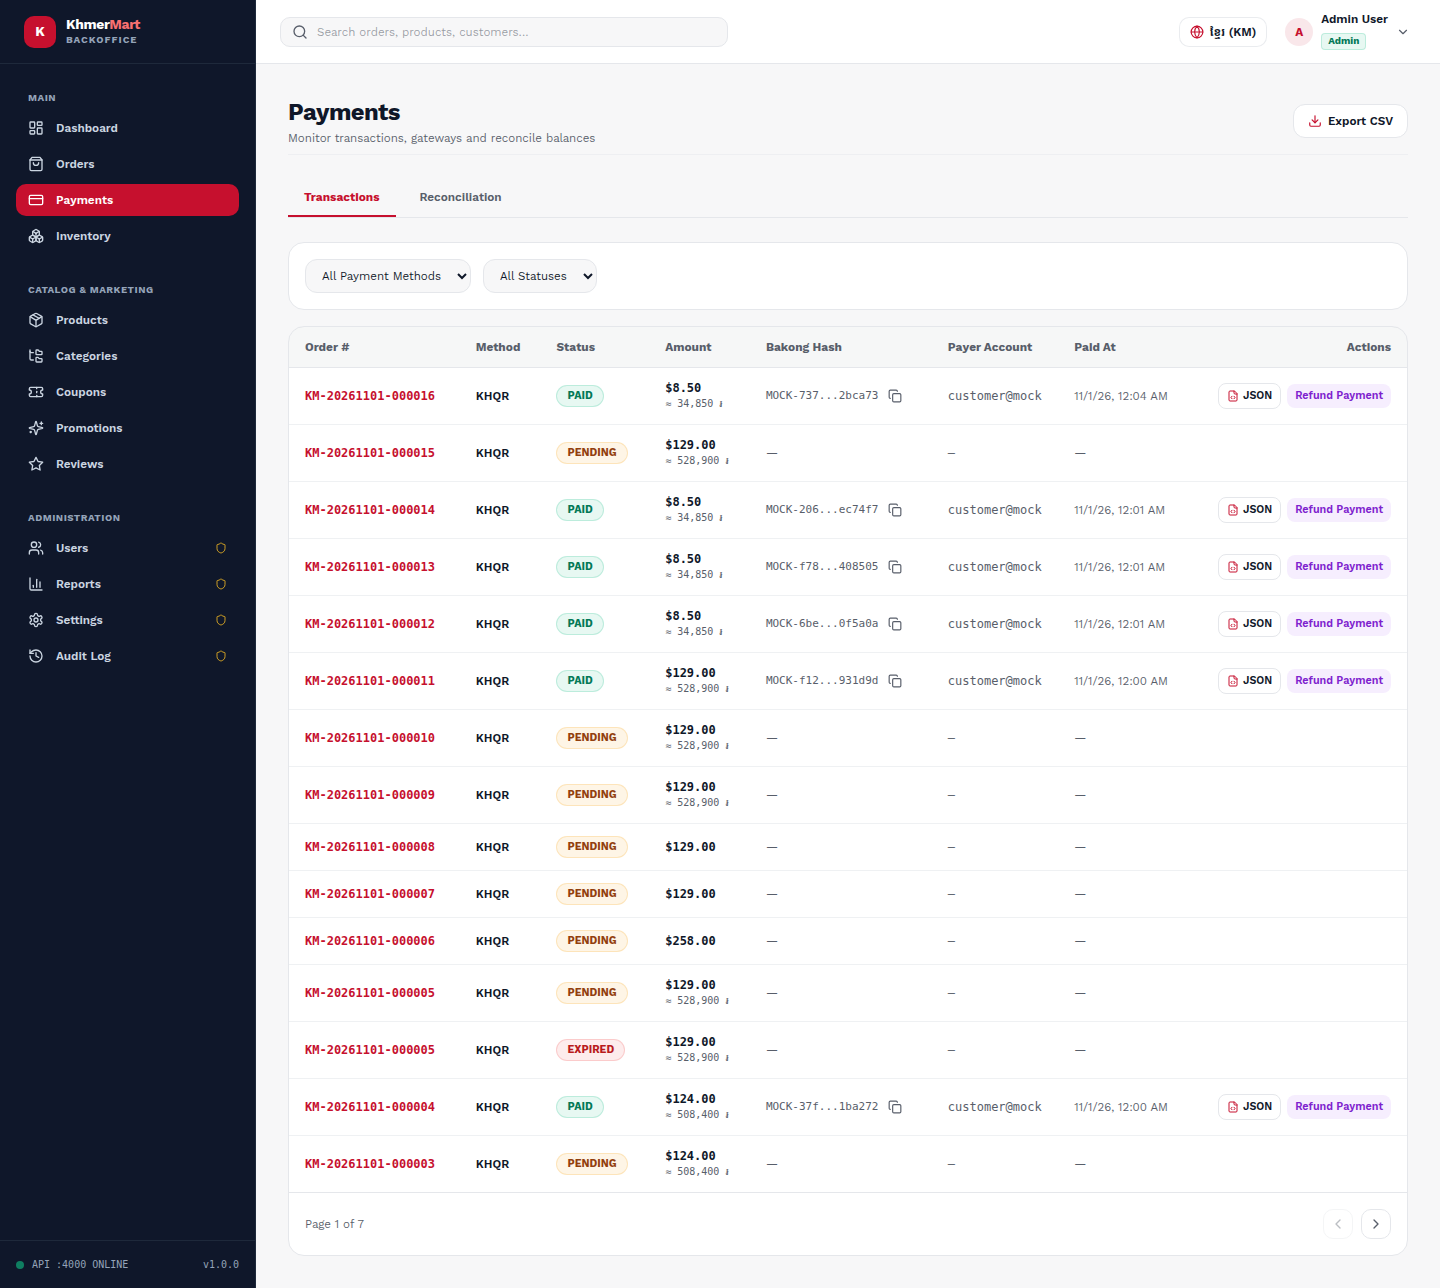 K
KhmerMart
BACKOFFICE
MAIN
Dashboard
Orders
Payments
Inventory
CATALOG & MARKETING
Products
Categories
Coupons
Promotions
Reviews
ADMINISTRATION
Users
Reports
Settings
Audit Log
API :4000 ONLINE v1.0.0
Search orders, products, customers...
ខ្មែរ (KM)
A
Admin User
Admin
Payments
Monitor transactions, gateways and reconcile balances
Export CSV
Transactions Reconciliation
All Payment Methods All Statuses
Order # Method Status Amount Bakong Hash Payer Account Paid At Actions
KM-20261101-000016 KHQR PAID $8.50 MOCK-737...2bca73 customer@mock 11/1/26, 12:04 AM JSON Refund Payment
≈ 34,850 ៛
KM-20261101-000015 KHQR PENDING $129.00 — — —
≈ 528,900 ៛
KM-20261101-000014 KHQR PAID $8.50 MOCK-206...ec74f7 customer@mock 11/1/26, 12:01 AM JSON Refund Payment
≈ 34,850 ៛
KM-20261101-000013 KHQR PAID $8.50 MOCK-f78...408505 customer@mock 11/1/26, 12:01 AM JSON Refund Payment
≈ 34,850 ៛
KM-20261101-000012 KHQR PAID $8.50 MOCK-6be...0f5a0a customer@mock 11/1/26, 12:01 AM JSON Refund Payment
≈ 34,850 ៛
KM-20261101-000011 KHQR PAID $129.00 MOCK-f12...931d9d customer@mock 11/1/26, 12:00 AM JSON Refund Payment
≈ 528,900 ៛
KM-20261101-000010 KHQR PENDING $129.00 — — —
≈ 528,900 ៛
KM-20261101-000009 KHQR PENDING $129.00 — — —
≈ 528,900 ៛
KM-20261101-000008 KHQR PENDING $129.00 — — —
KM-20261101-000007 KHQR PENDING $129.00 — — —
KM-20261101-000006 KHQR PENDING $258.00 — — —
KM-20261101-000005 KHQR PENDING $129.00 — — —
≈ 528,900 ៛
KM-20261101-000005 KHQR EXPIRED $129.00 — — —
≈ 528,900 ៛
KM-20261101-000004 KHQR PAID $124.00 MOCK-37f...1ba272 customer@mock 11/1/26, 12:00 AM JSON Refund Payment
≈ 508,400 ៛
KM-20261101-000003 KHQR PENDING $124.00 — — —
≈ 508,400 ៛
Page 1 of 7